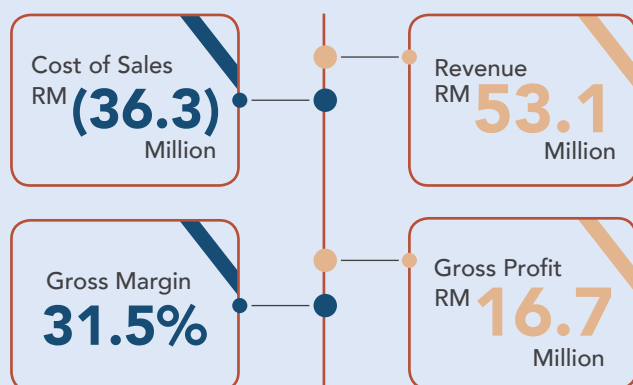 Cost of Sales
RM (36.3)
Million
Revenue
RM 53.1
Million
Gross Margin
31.5%
Gross Profit
RM 16.7
Million